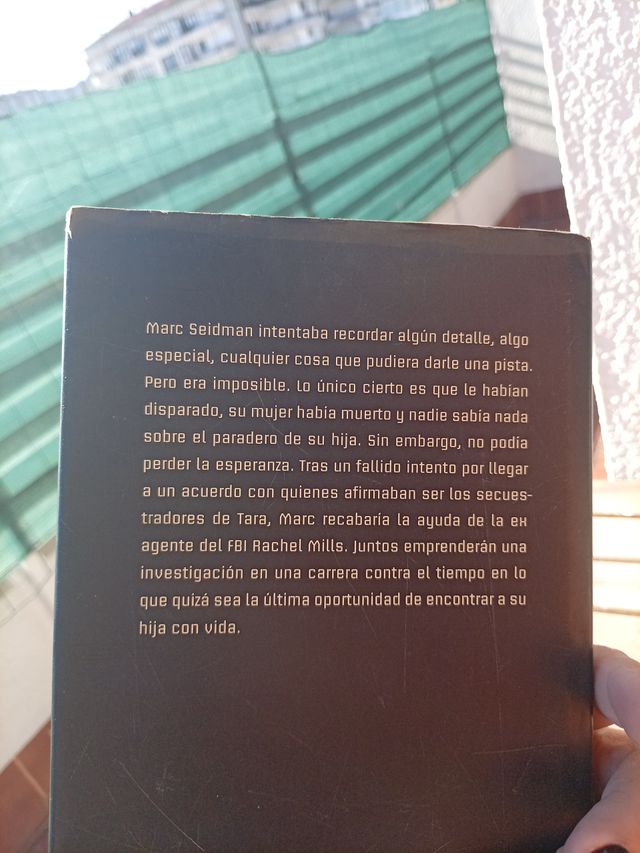 Marc Seidman intentaba recordar algún detalle, algo
especial, cualquier cosa que pudiera darle una pista.
Pero era imposible. Lo único cierto es que le habían
disparado, su mujer había muerto y nadie sabía nada
sobre el paradero de su hija. Sin embargo, no podía
perder la esperanza. Tras un fallido intento por llegar
a un acuerdo con quienes afirmaban ser los secues-
tradores de Tara, Marc recabaría la ayuda de la ex
agente del FBI Rachel Mills. Juntos emprenderán una
investigación en una carrera contra el tiempo en lo
que quizá sea la última oportunidad de encontrar a su
hija con vida.